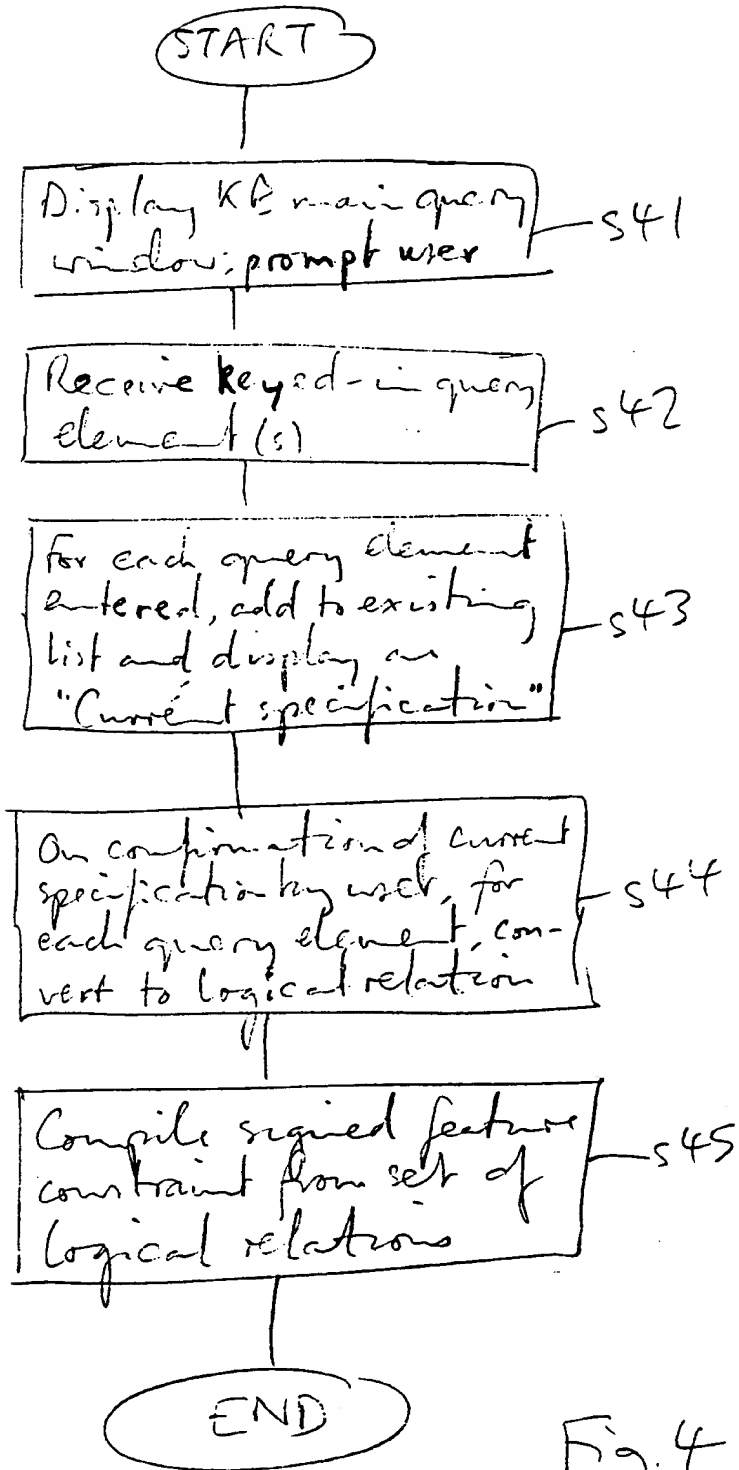 START
Display KB main query
window; prompt user
s41
Receive keyed-in query
element(s)
s42
For each query element
entered, add to existing
list and display as
"Current specification"
s43
On confirmation of current
specification by user, for
each query element, con-
vert to logical relation
s44
Compile signed feature
constraint from set of
logical relations
s45
END
Fig. 4